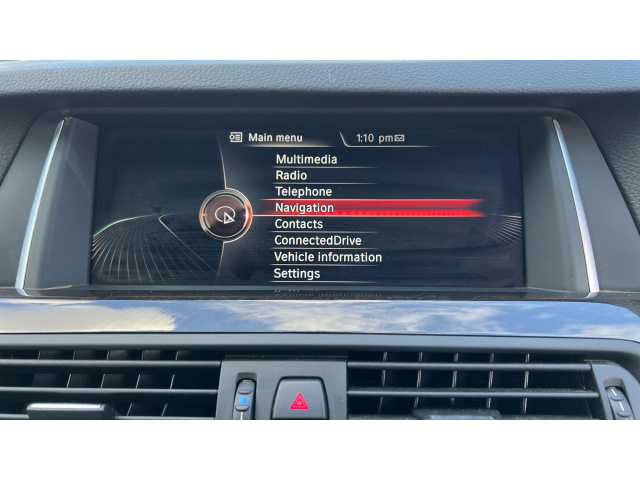 Main menu
1:10 pm
Multimedia
Radio
Telephone
Navigation
Contacts
ConnectedDrive
Vehicle information
Settings